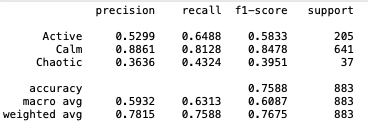 precision recall f1-score support
Active 0.5299 0.6488 0.5833 205
Calm 0.8861 0.8128 0.8478 641
Chaotic 0.3636 0.4324 0.3951 37
accuracy 0.7588 883
macro avg 0.5932 0.6313 0.6087 883
weighted avg 0.7815 0.7588 0.7675 883